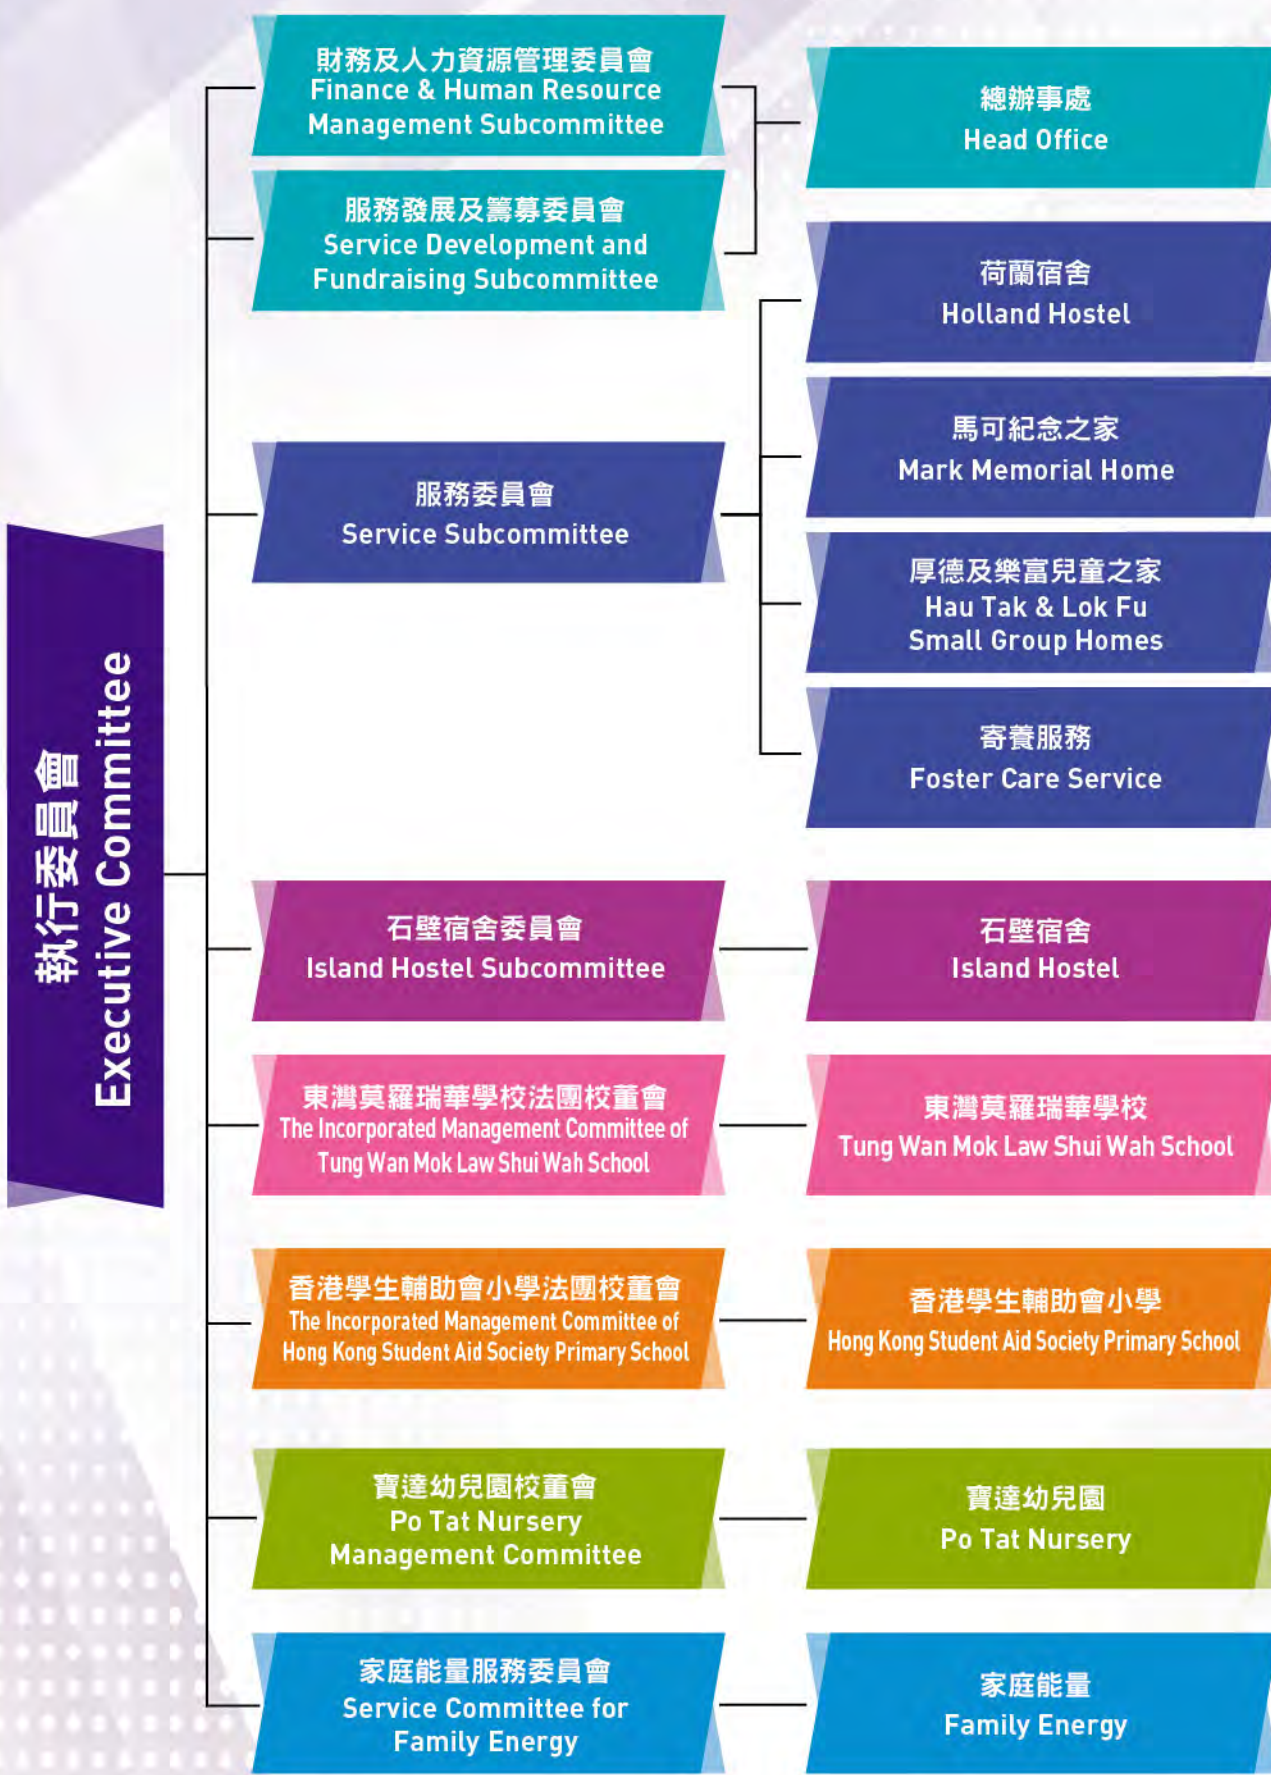 執行委員會
Executive Committee
財務及人力資源管理委員會
Finance & Human Resource
Management Subcommittee
服務發展及籌募委員會
Service Development and
Fundraising Subcommittee
總辦事處
Head Office
服務委員會
Service Subcommittee
荷蘭宿舍
Holland Hostel
馬可紀念之家
Mark Memorial Home
厚德及樂富兒童之家
Hau Tak & Lok Fu
Small Group Homes
寄養服務
Foster Care Service
石壁宿舍委員會
Island Hostel Subcommittee
石壁宿舍
Island Hostel
東灣莫羅瑞華學校法團校董會
The Incorporated Management Committee of
Tung Wan Mok Law Shui Wah School
東灣莫羅瑞華學校
Tung Wan Mok Law Shui Wah School
香港學生輔助會小學法團校董會
The Incorporated Management Committee of
Hong Kong Student Aid Society Primary School
香港學生輔助會小學
Hong Kong Student Aid Society Primary School
寶達幼兒園校董會
Po Tat Nursery
Management Committee
寶達幼兒園
Po Tat Nursery
家庭能量服務委員會
Service Committee for
Family Energy
家庭能量
Family Energy